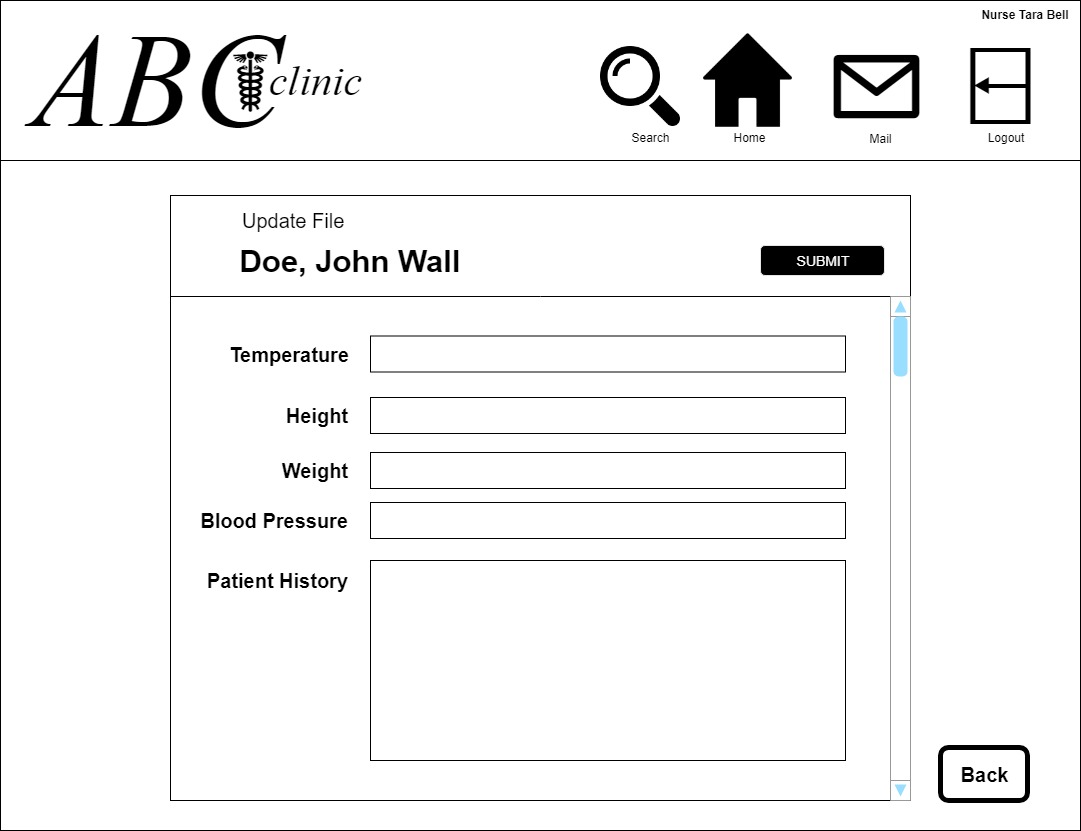 Nurse Tara Bell
ABC clinic
Search
Home
Mail
Logout
Update File
Doe, John Wall
SUBMIT
Temperature
Height
Weight
Blood Pressure
Patient History
Back